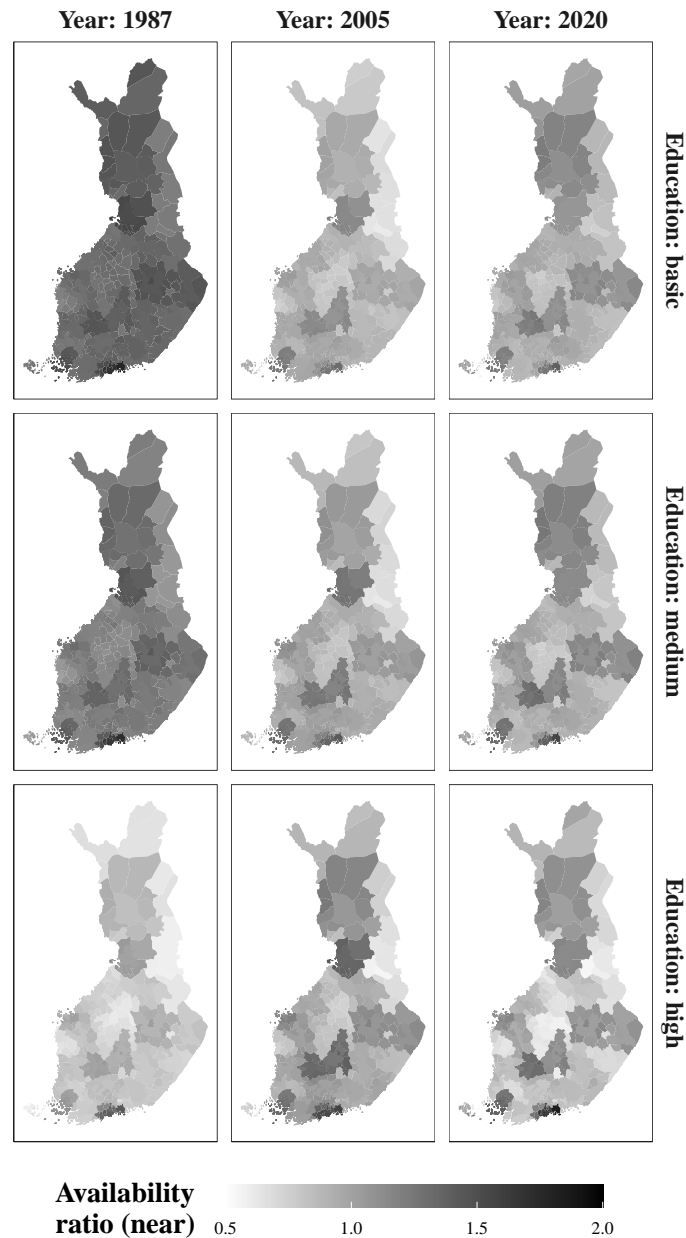 Year: 1987
Year: 2005
Year: 2020
Education: basic
Education: medium
Education: high
Availability
ratio (near)
0.5
1.0
1.5
2.0